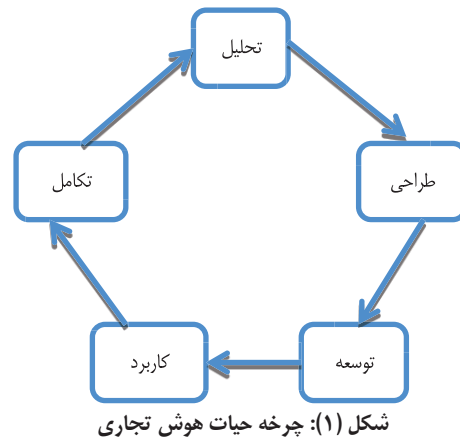 تحلیل
طراحی
توسعه
کاربرد
تکامل
شکل (۱): چرخه حیات هوش تجاری